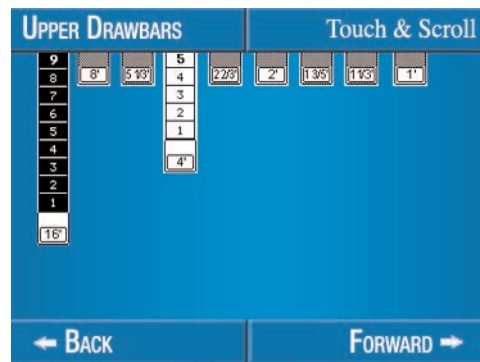 UPPER DRAWBARS
Touch & Scroll
9 5
8 8' 5 1/3' 4 2 2/3' 2' 1 3/5' 1 1/3' 1'
7 3
6 2
5 1
4
3 4'
2
1
16'
← BACK
FORWARD →